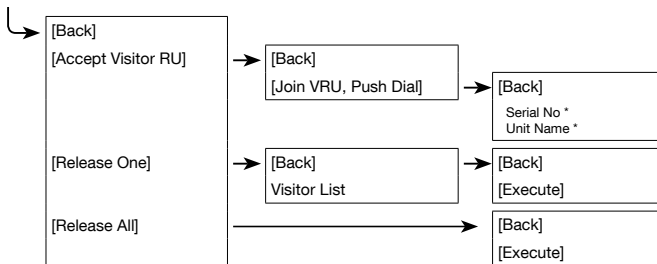 [Back]
[Accept Visitor RU]
[Back]
[Join VRU, Push Dial]
[Back]
Serial No *
Unit Name *
[Release One]
[Back]
Visitor List
[Back]
[Execute]
[Release All]
[Back]
[Execute]